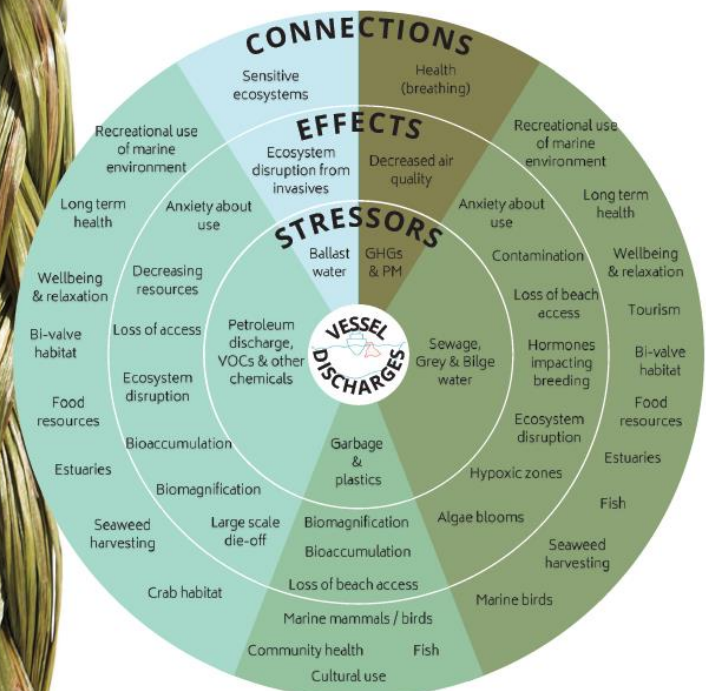 CONNECTIONS
Sensitive
ecosystems
Health
(breathing)
EFFECTS
Ecosystem
disruption from
invasives
Decreased air
quality
STRESSORS
Ballast
water
GHGs
& PM
VESSEL
DISCHARGES
Petroleum
discharge,
VOCs & other
chemicals
Sewage,
Grey & Bilge
water
Garbage
&
plastics
Recreational use
of marine
environment
Long term
health
Wellbeing
& relaxation
Bi-valve
habitat
Food
resources
Estuaries
Seaweed
harvesting
Crab habitat
Anxiety about
use
Decreasing
resources
Loss of access
Ecosystem
disruption
Bioaccumulation
Biomagnification
Large scale
die-off
Biomagnification
Bioaccumulation
Loss of beach access
Marine mammals / birds
Community health
Fish
Cultural use
Anxiety about
use
Contamination
Loss of beach
access
Hormones
impacting
breeding
Ecosystem
disruption
Hypoxic zones
Algae blooms
Recreational use
of marine
environment
Long term
health
Wellbeing
& relaxation
Tourism
Bi-valve
habitat
Food
resources
Estuaries
Fish
Seaweed
harvesting
Marine birds